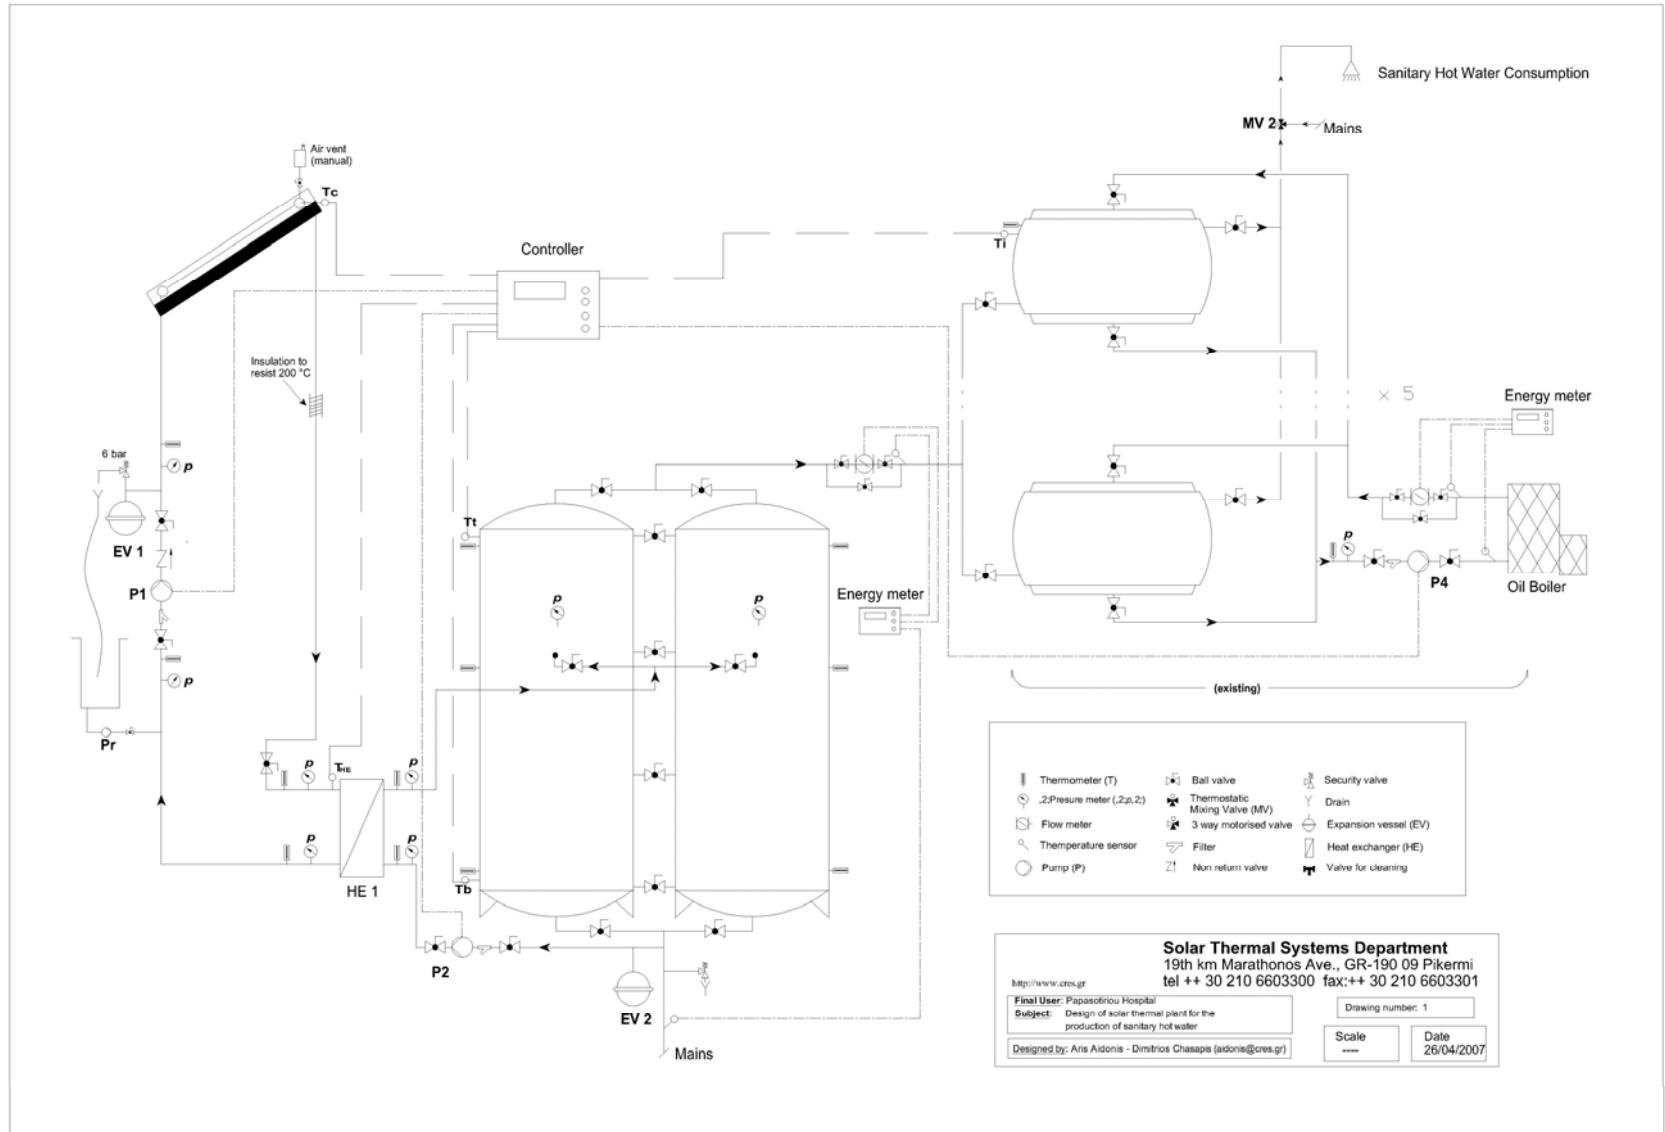 Sanitary Hot Water Consumption
MV 2
Mains
Air vent
(manual)
Tc
Controller
Ti
Insulation to
resist 200 °C
× 5
Energy meter
6 bar
p
EV 1
Tt
P1
p
P4
Oil Boiler
Energy meter
p
p
p
(existing)
Pr
p
THE
p
p
p
HE 1
Tb
P2
EV 2
Mains
Thermometer (T)
Ball valve
Security valve
,2;Presure meter (,2;p,2;)
Thermostatic
Mixing Valve (MV)
Drain
Flow meter
3 way motorised valve
Expansion vessel (EV)
Themperature sensor
Filter
Heat exchanger (HE)
Pump (P)
Non return valve
Valve for cleaning
Solar Thermal Systems Department
19th km Marathonos Ave., GR-190 09 Pikermi
http://www.cres.gr
tel ++ 30 210 6603300 fax:++ 30 210 6603301
Final User: Papasotiriou Hospital
Subject: Design of solar thermal plant for the
production of sanitary hot water
Drawing number: 1
Designed by: Aris Aidonis - Dimitrios Chasapis (aidonis@cres.gr)
Scale
----
Date
26/04/2007